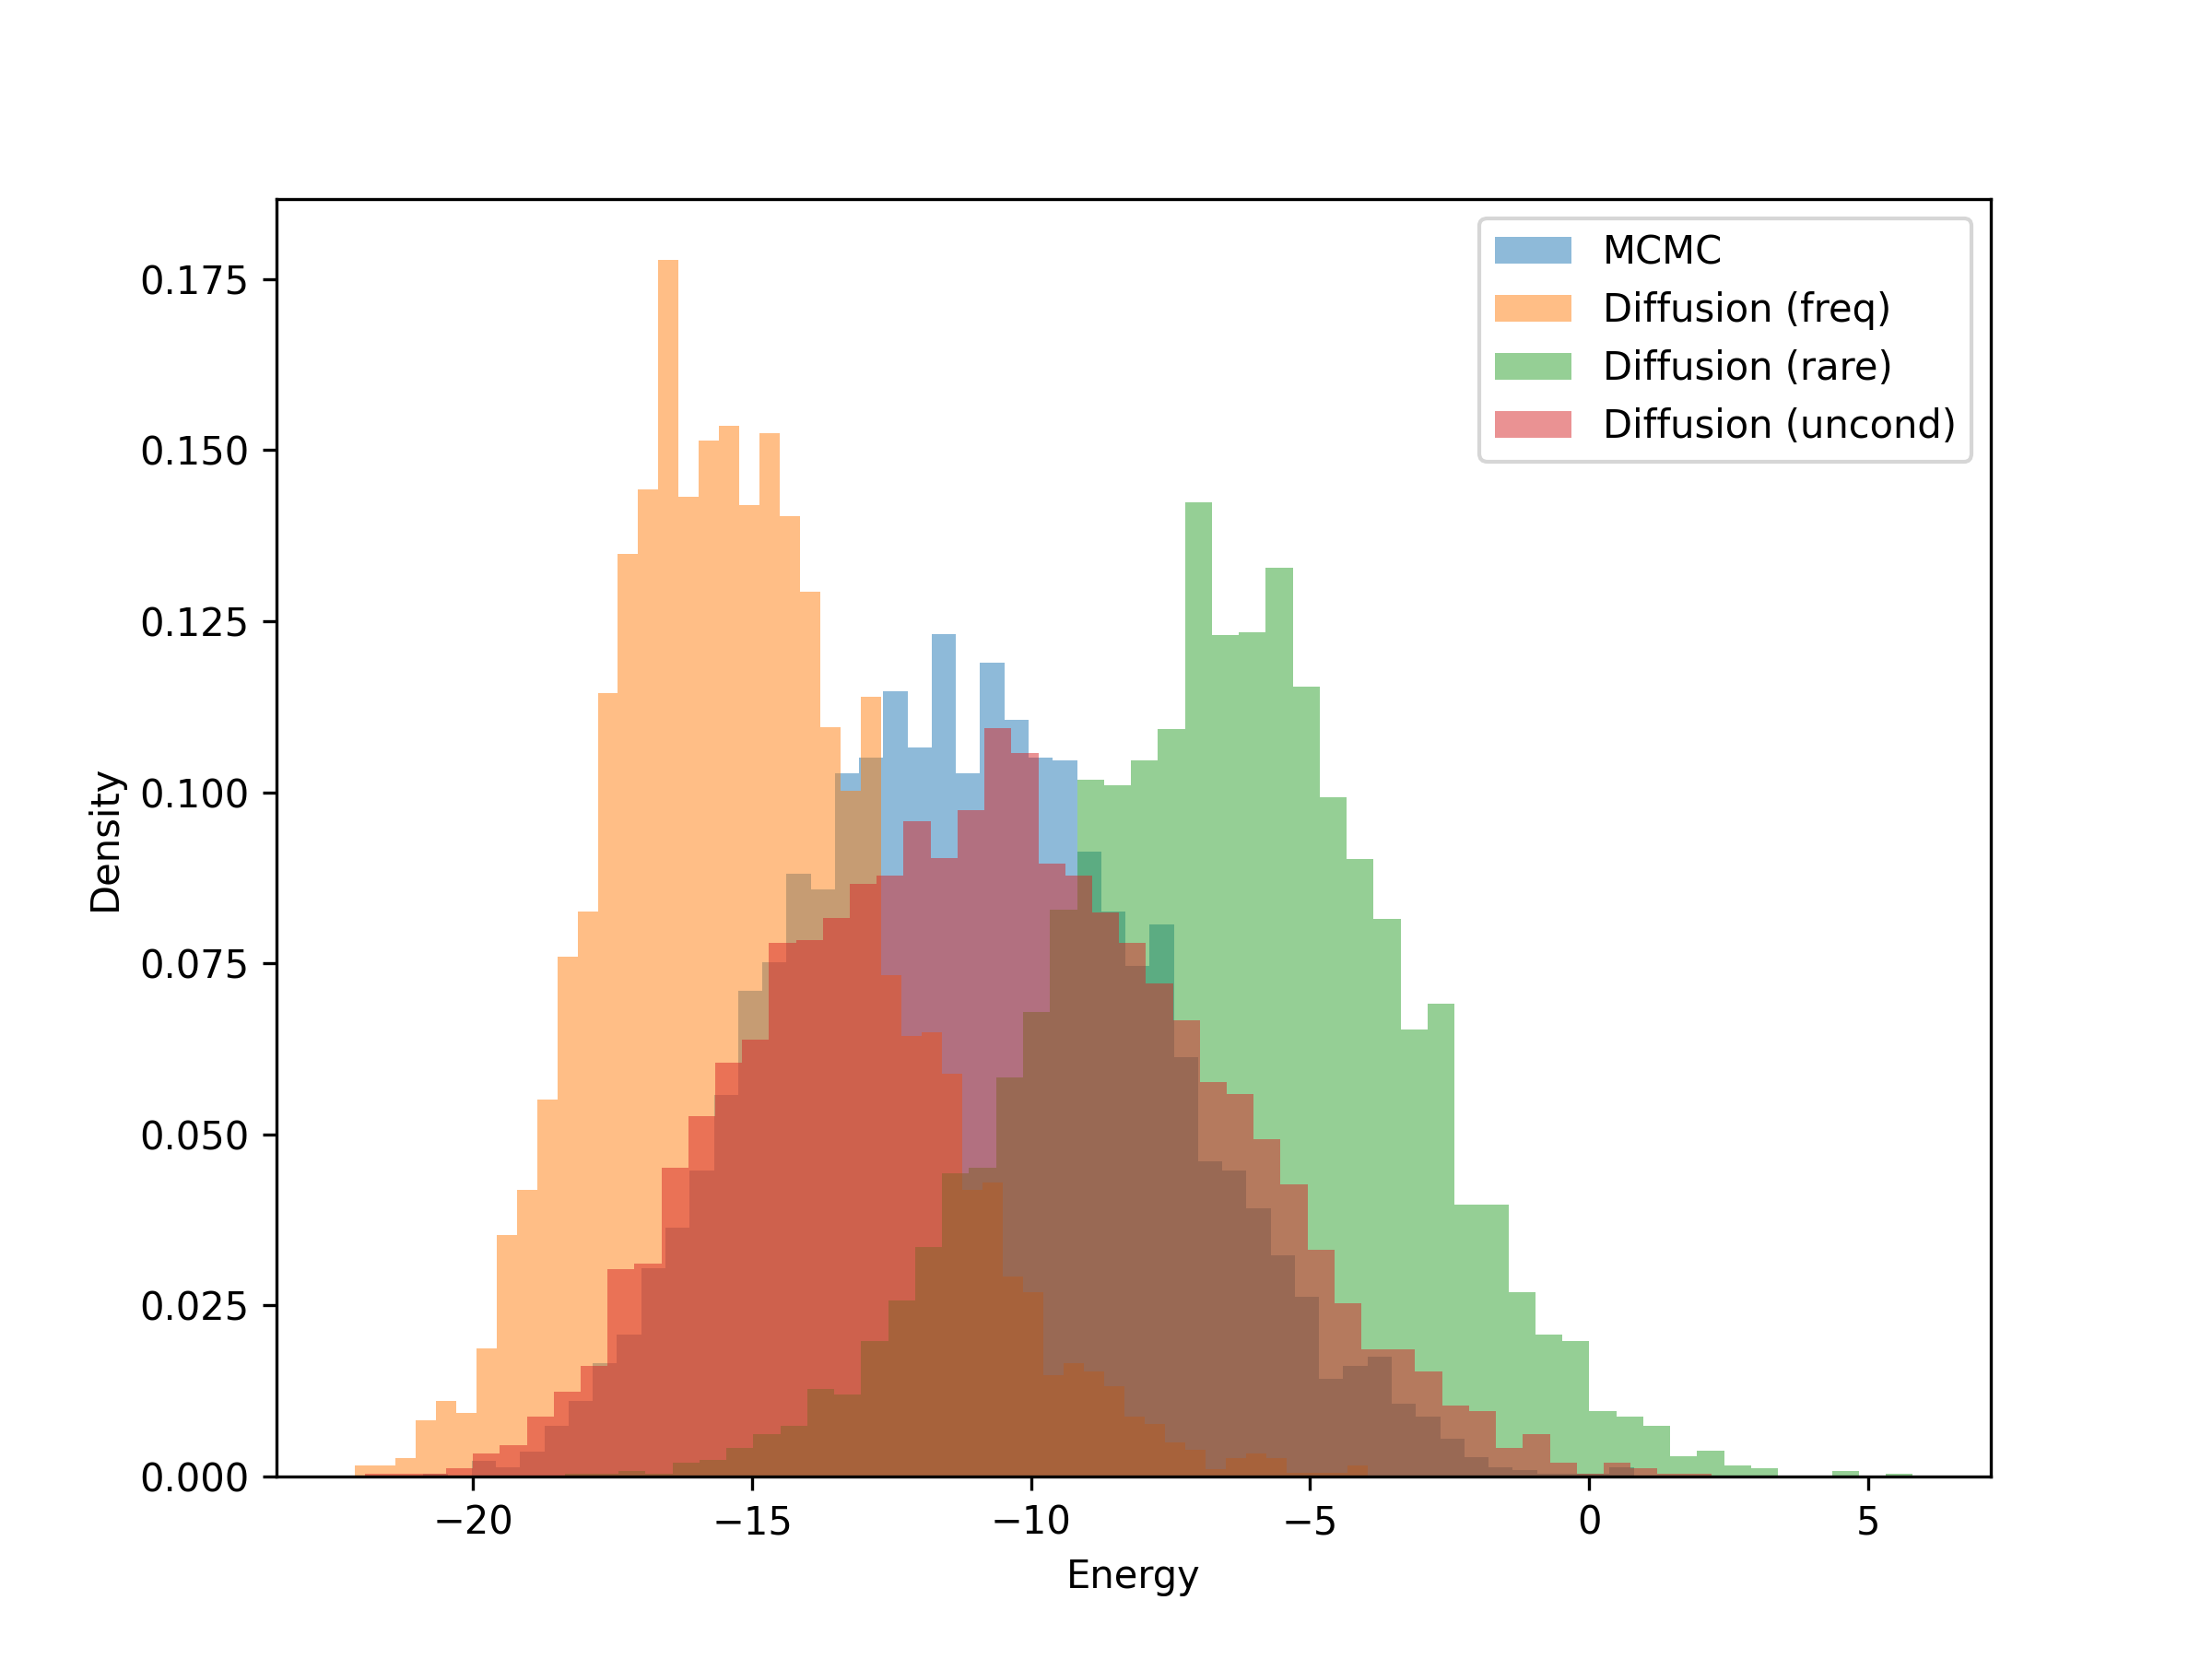 MCMC
Diffusion (freq)
Diffusion (rare)
Diffusion (uncond)
0.175
0.150
0.125
0.100
0.075
0.050
0.025
0.000
Density
−20 −15 −10 −5 0 5
Energy